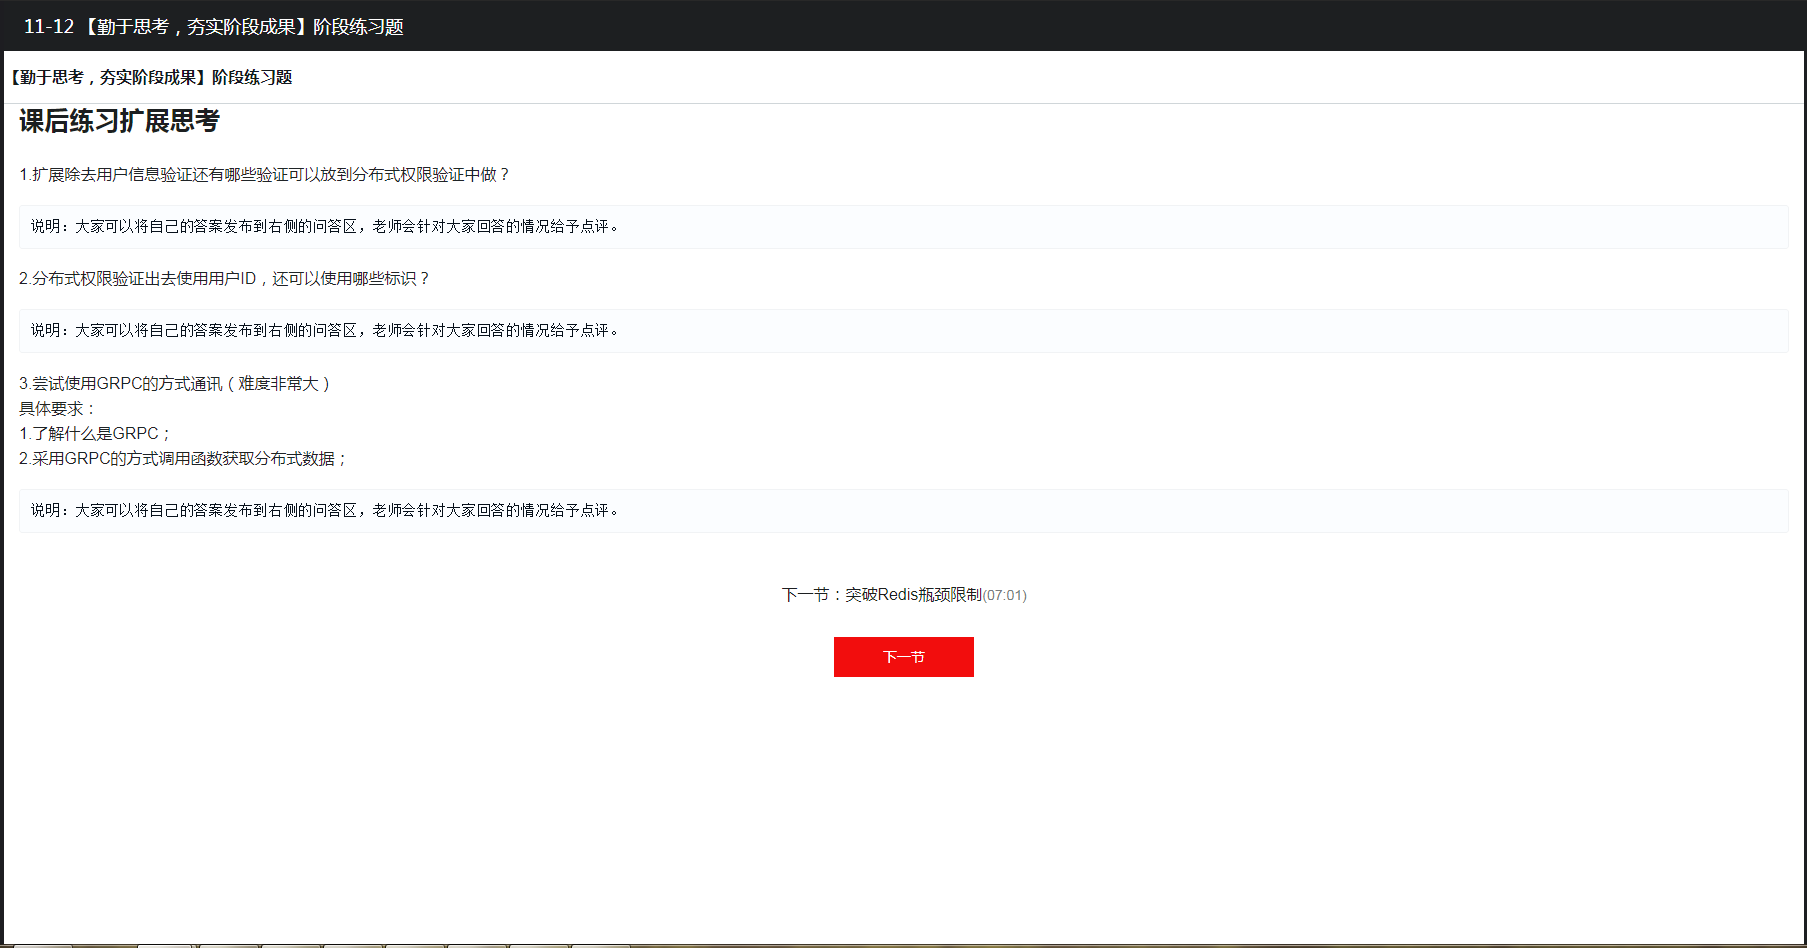 11-12 【勤于思考，夯实阶段成果】阶段练习题
【勤于思考，夯实阶段成果】阶段练习题
课后练习扩展思考
1.扩展除去用户信息验证还有哪些验证可以放到分布式权限验证中做？
说明：大家可以将自己的答案发布到右侧的问答区，老师会针对大家回答的情况给予点评。
2.分布式权限验证出去使用用户ID，还可以使用哪些标识？
说明：大家可以将自己的答案发布到右侧的问答区，老师会针对大家回答的情况给予点评。
3.尝试使用GRPC的方式通讯（难度非常大）
具体要求：
1.了解什么是GRPC；
2.采用GRPC的方式调用函数获取分布式数据；
说明：大家可以将自己的答案发布到右侧的问答区，老师会针对大家回答的情况给予点评。
下一节：突破Redis瓶颈限制(07:01)
下一节